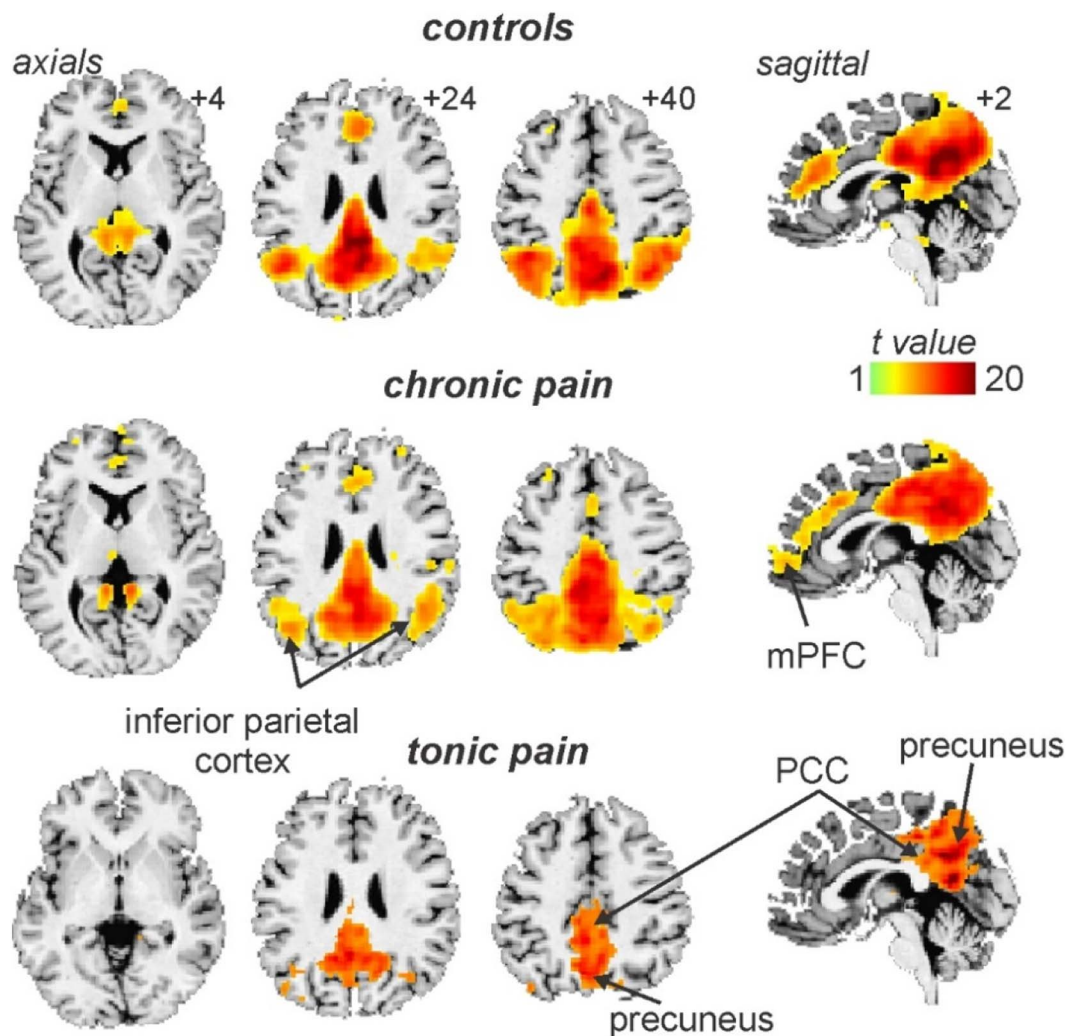 controls
axials
sagittal
+4
+24
+40
+2
t value
1
20
chronic pain
mPFC
inferior parietal
cortex
tonic pain
precuneus
PCC
precuneus